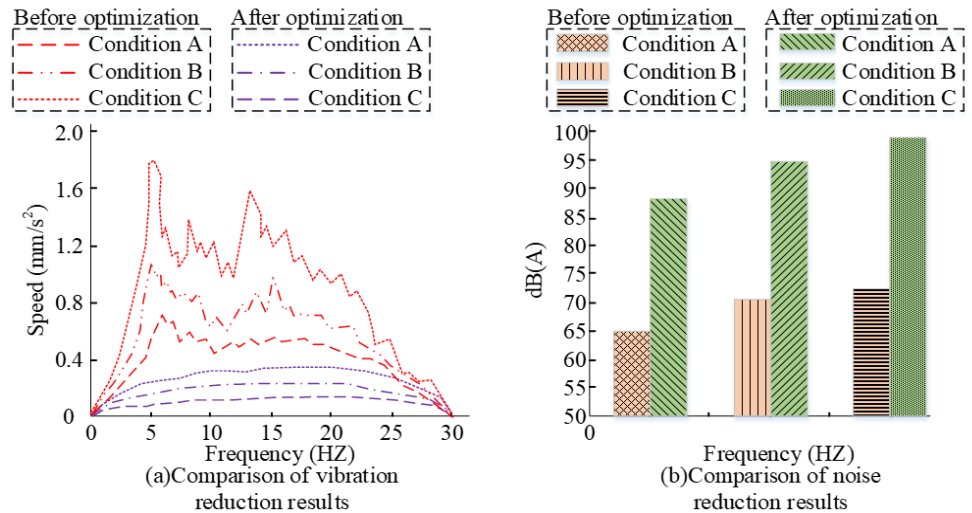 Before optimization
After optimization
Condition A
Condition A
Condition B
Condition B
Condition C
Condition C
2.0
1.6
1.2
0.8
0.4
0
Speed (mm/s²)
0
5
10
15
20
25
30
Frequency (HZ)
(a)Comparison of vibration
reduction results
Before optimization
After optimization
Condition A
Condition A
Condition B
Condition B
Condition C
Condition C
100
95
90
85
80
75
70
65
60
55
50
dB(A)
0
Frequency (HZ)
(b)Comparison of noise
reduction results